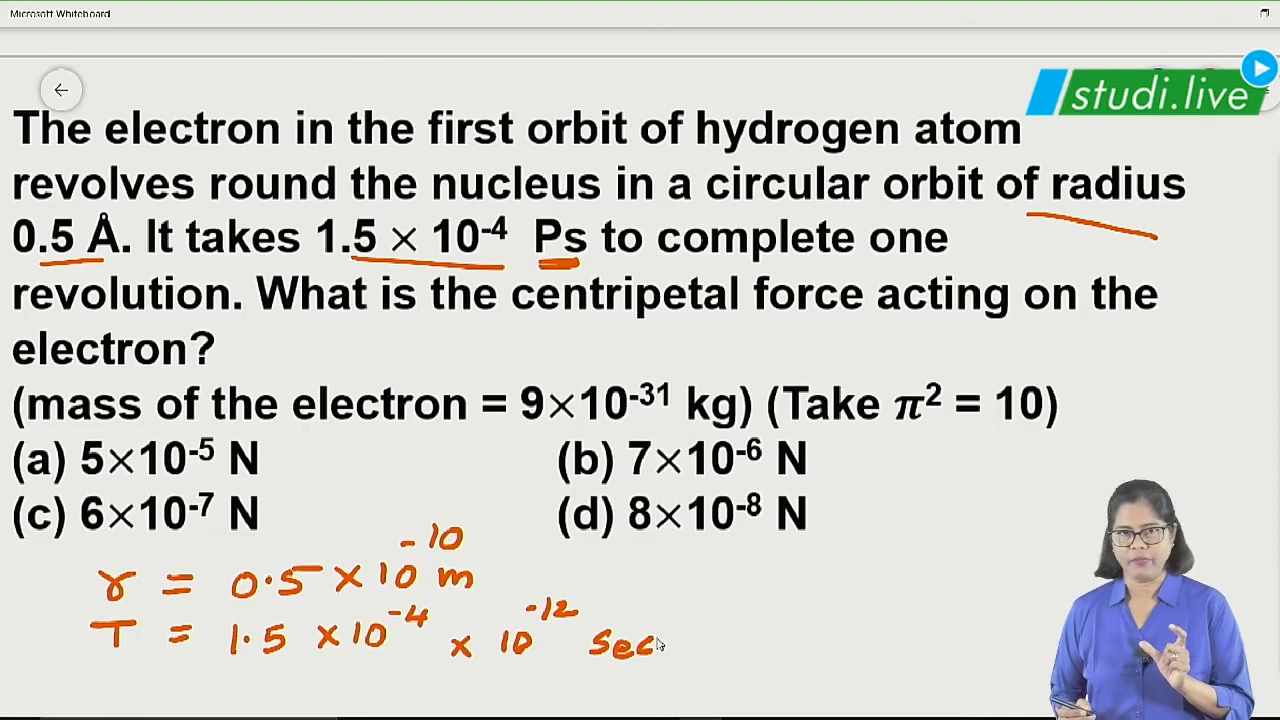 Microsoft Whiteboard
studi.live
The electron in the first orbit of hydrogen atom
revolves round the nucleus in a circular orbit of radius
0.5 Å. It takes 1.5 × 10⁻⁴ Ps to complete one
revolution. What is the centripetal force acting on the
electron?
(mass of the electron = 9×10⁻³¹ kg) (Take π² = 10)
(a) 5×10⁻⁵ N (b) 7×10⁻⁶ N
(c) 6×10⁻⁷ N (d) 8×10⁻⁸ N
r = 0.5 × 10⁻¹⁰ m
T = 1.5 × 10⁻⁴ × 10⁻¹² Sec